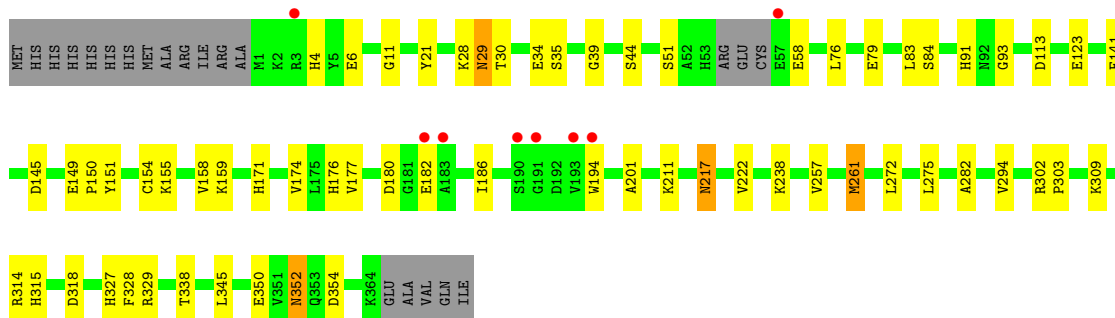 MET HIS HIS HIS HIS HIS HIS MET ALA ARG ILE ARG ARG ALA M1 K2 R3 H4 Y5 E6 G11 Y21 K28 N29 T30 E34 S35 G39 S44 S51 A52 H53 ARG GLU CYS E57 E58 L76 E79 L83 S84 H91 N92 G93 D113 E123 E141
D145 E149 P150 Y151 C154 K155 V158 K159 H171 V174 L175 H176 V177 D180 G181 E182 A183 I186 S190 G191 D192 V193 W194 A201 K211 N217 V222 K238 V257 M261 L272 L275 A282 V294 R302 P303 K309
R314 H315 D318 H327 F328 R329 T338 L345 E350 V351 N352 Q353 D354 K364 GLU ALA VAL GLN ILE